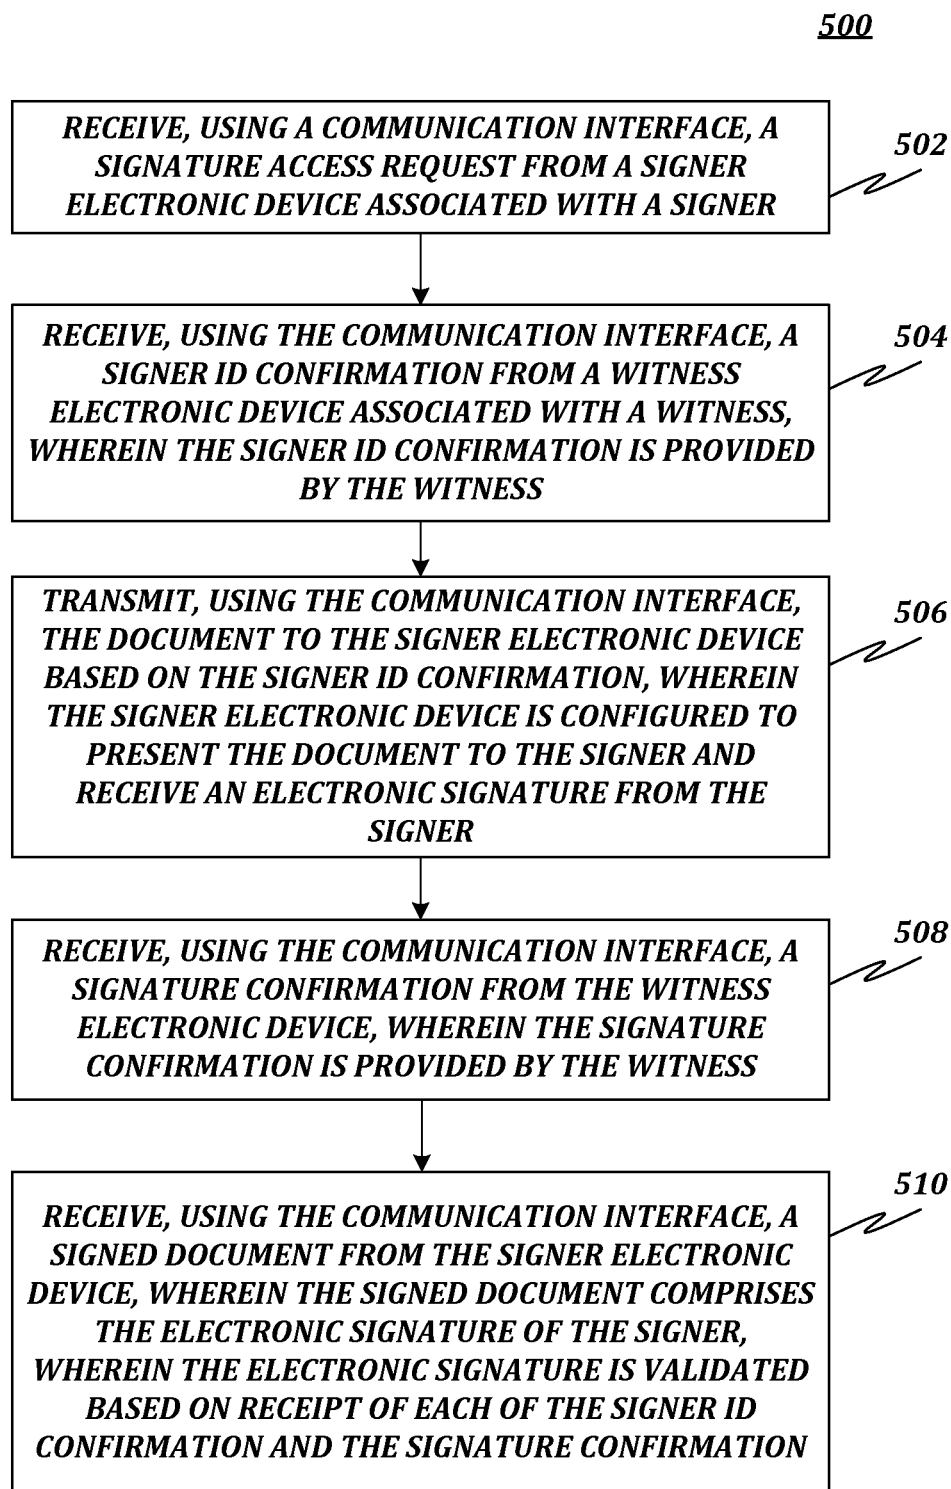 500
RECEIVE, USING A COMMUNICATION INTERFACE, A
SIGNATURE ACCESS REQUEST FROM A SIGNER
ELECTRONIC DEVICE ASSOCIATED WITH A SIGNER
502
RECEIVE, USING THE COMMUNICATION INTERFACE, A
SIGNER ID CONFIRMATION FROM A WITNESS
ELECTRONIC DEVICE ASSOCIATED WITH A WITNESS,
WHEREIN THE SIGNER ID CONFIRMATION IS PROVIDED
BY THE WITNESS
504
TRANSMIT, USING THE COMMUNICATION INTERFACE,
THE DOCUMENT TO THE SIGNER ELECTRONIC DEVICE
BASED ON THE SIGNER ID CONFIRMATION, WHEREIN
THE SIGNER ELECTRONIC DEVICE IS CONFIGURED TO
PRESENT THE DOCUMENT TO THE SIGNER AND
RECEIVE AN ELECTRONIC SIGNATURE FROM THE
SIGNER
506
RECEIVE, USING THE COMMUNICATION INTERFACE, A
SIGNATURE CONFIRMATION FROM THE WITNESS
ELECTRONIC DEVICE, WHEREIN THE SIGNATURE
CONFIRMATION IS PROVIDED BY THE WITNESS
508
RECEIVE, USING THE COMMUNICATION INTERFACE, A
SIGNED DOCUMENT FROM THE SIGNER ELECTRONIC
DEVICE, WHEREIN THE SIGNED DOCUMENT COMPRISES
THE ELECTRONIC SIGNATURE OF THE SIGNER,
WHEREIN THE ELECTRONIC SIGNATURE IS VALIDATED
BASED ON RECEIPT OF EACH OF THE SIGNER ID
CONFIRMATION AND THE SIGNATURE CONFIRMATION
510